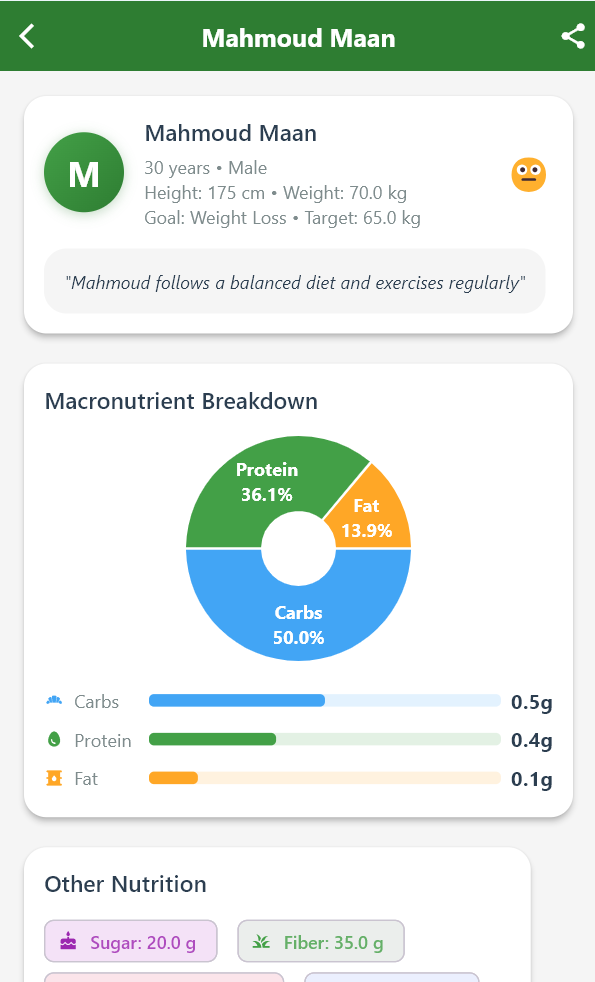 Mahmoud Maan
M
Mahmoud Maan
30 years • Male
Height: 175 cm • Weight: 70.0 kg
Goal: Weight Loss • Target: 65.0 kg
"Mahmoud follows a balanced diet and exercises regularly"
Macronutrient Breakdown
Protein
36.1%
Fat
13.9%
Carbs
50.0%
Carbs 0.5g
Protein 0.4g
Fat 0.1g
Other Nutrition
Sugar: 20.0 g
Fiber: 35.0 g